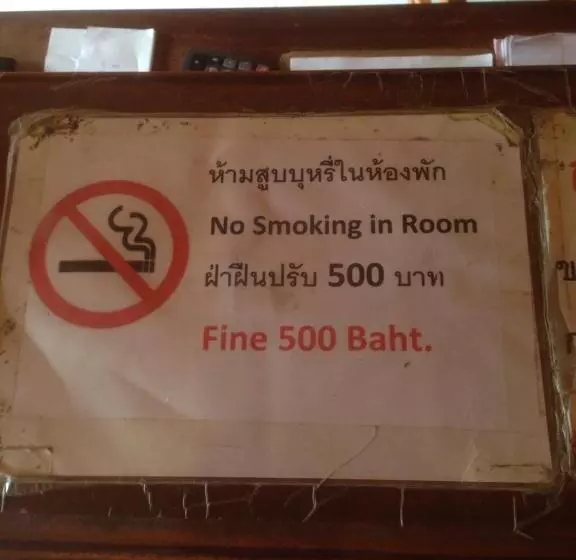 ห้ามสูบบุหรี่ในห้องพัก
No Smoking in Room
ฝ่าฝืนปรับ 500 บาท
Fine 500 Baht.